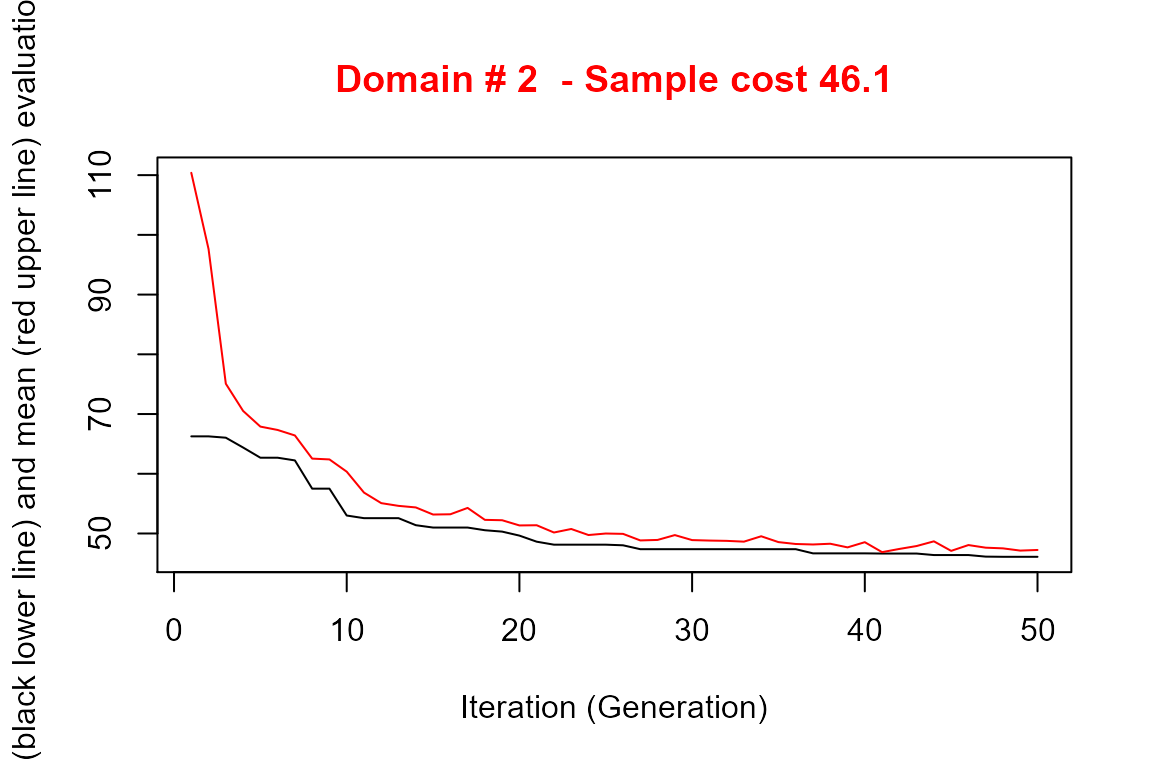 Domain # 2  - Sample cost 46.1
(black lower line) and mean (red upper line) evaluatio
110
90
70
50
0 10 20 30 40 50
Iteration (Generation)